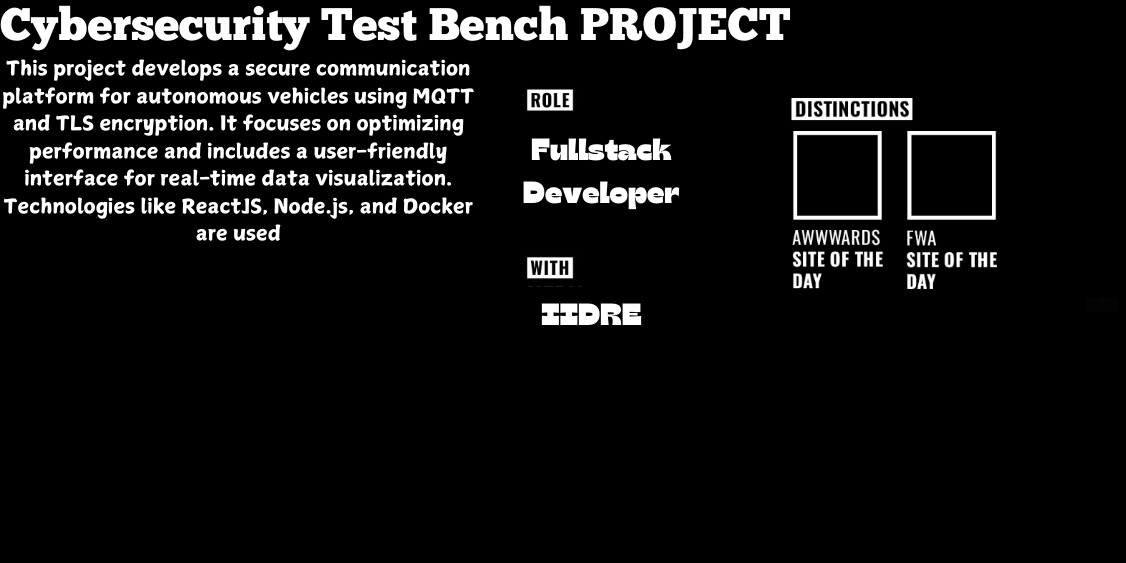 Cybersecurity Test Bench PROJECT
This project develops a secure communication
platform for autonomous vehicles using MQTT
and TLS encryption. It focuses on optimizing
performance and includes a user-friendly
interface for real-time data visualization.
Technologies like ReactJS, Node.js, and Docker
are used
ROLE
Fullstack
Developer
WITH
IIDRE
DISTINCTIONS
AWWWARDS
SITE OF THE
DAY
FWA
SITE OF THE
DAY